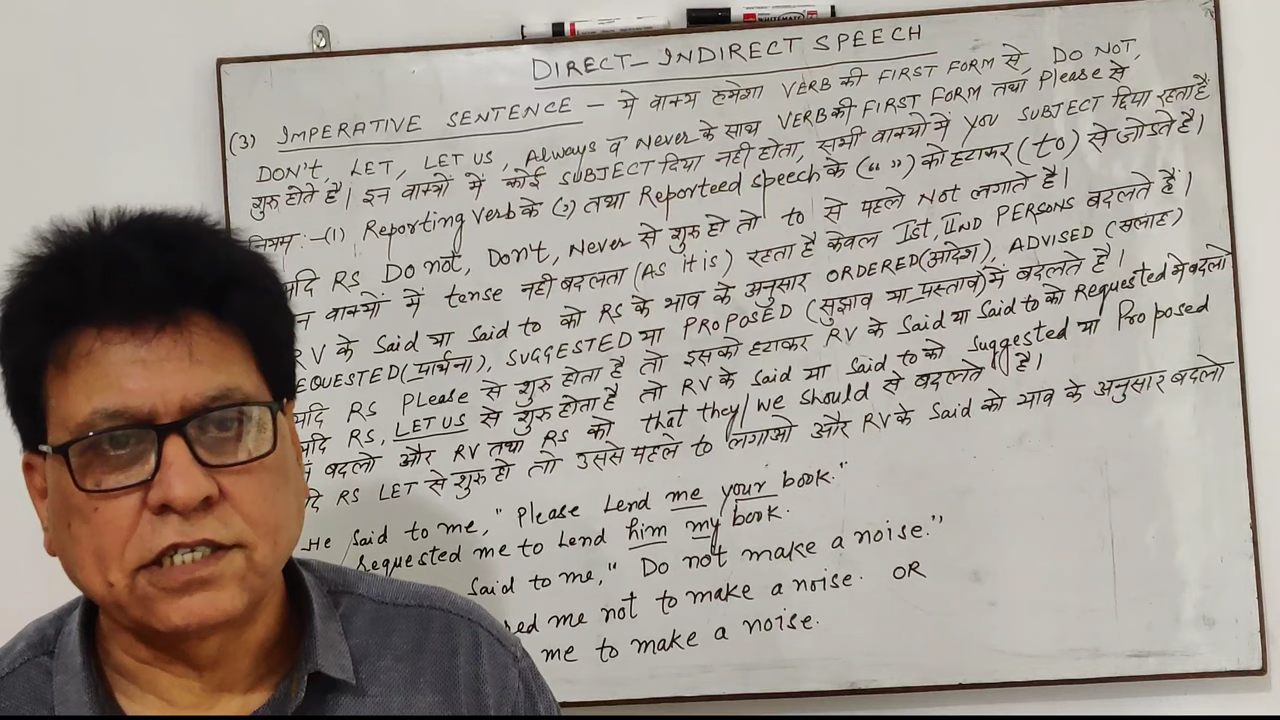 WHITEMATE
DIRECT-INDIRECT SPEECH
(3) IMPERATIVE SENTENCE - में वाक्य हमेशा VERB की FIRST FORM से, DO NOT,
DON'T, LET, LET US, Always व Never के साथ VERB की FIRST FORM तथा Please से
शुरु होते है। इन वाक्यों में कोई SUBJECT दिया नही होता, सभी वाक्यों में YOU SUBJECT दिया रहता है
नियम :-(1) Reporting Verb के (,) तथा Reporteed speech के (" ") को हटाकर (to) से जोडते है।
यदि RS Do not, Don't, Never से शुरु हो तो to से पहले Not लगाते है।
न वाक्यों में tense नही बदलता (As it is) रहता है केवल Ist, IIND PERSONS बदलते हैं।
RV के Said या Said to को RS के भाव के अनुसार ORDERED (आदेश), ADVISED (सलाह)
EQUESTED (प्रार्थना), SUGGESTED या PROPOSED (सुझाव या प्रस्ताव) में बदलते है।
यदि RS Please से शुरु होता है तो इसको हटाकर RV के Said या Said to को Requested में बदलो
यदि RS, LET US से शुरु होता है तो RV के Said या Said to को Suggested या Proposed
में बदलो और RV तथा RS को that they/we should से बदलते है।
दि RS LET से शुरु हो तो उससे पहले to लगाओ और RV के Said को भाव के अनुसार बदलो
He Said to me, "Please Lend me your book."
Requested me to Lend him my book.
Said to me, " Do not make a noise."
red me not to make a noise. OR
me to make a noise.